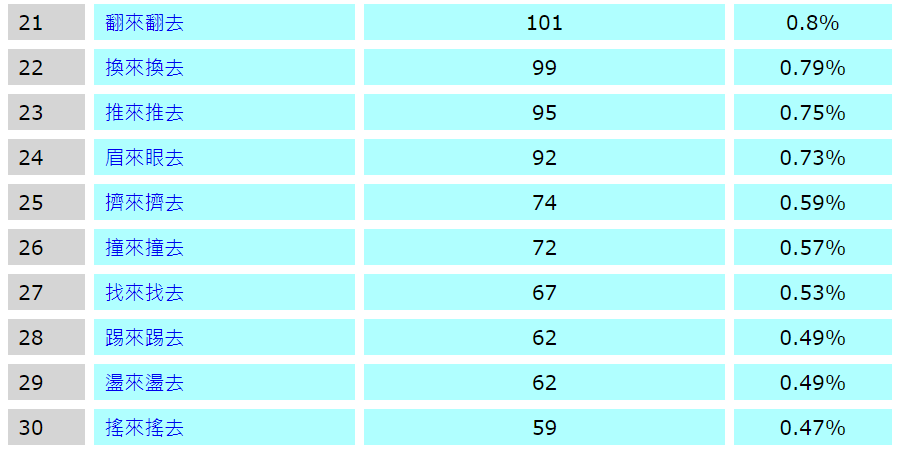 21 翻來翻去 101 0.8%
22 換來換去 99 0.79%
23 推來推去 95 0.75%
24 眉來眼去 92 0.73%
25 擠來擠去 74 0.59%
26 撞來撞去 72 0.57%
27 找來找去 67 0.53%
28 踢來踢去 62 0.49%
29 盪來盪去 62 0.49%
30 搖來搖去 59 0.47%